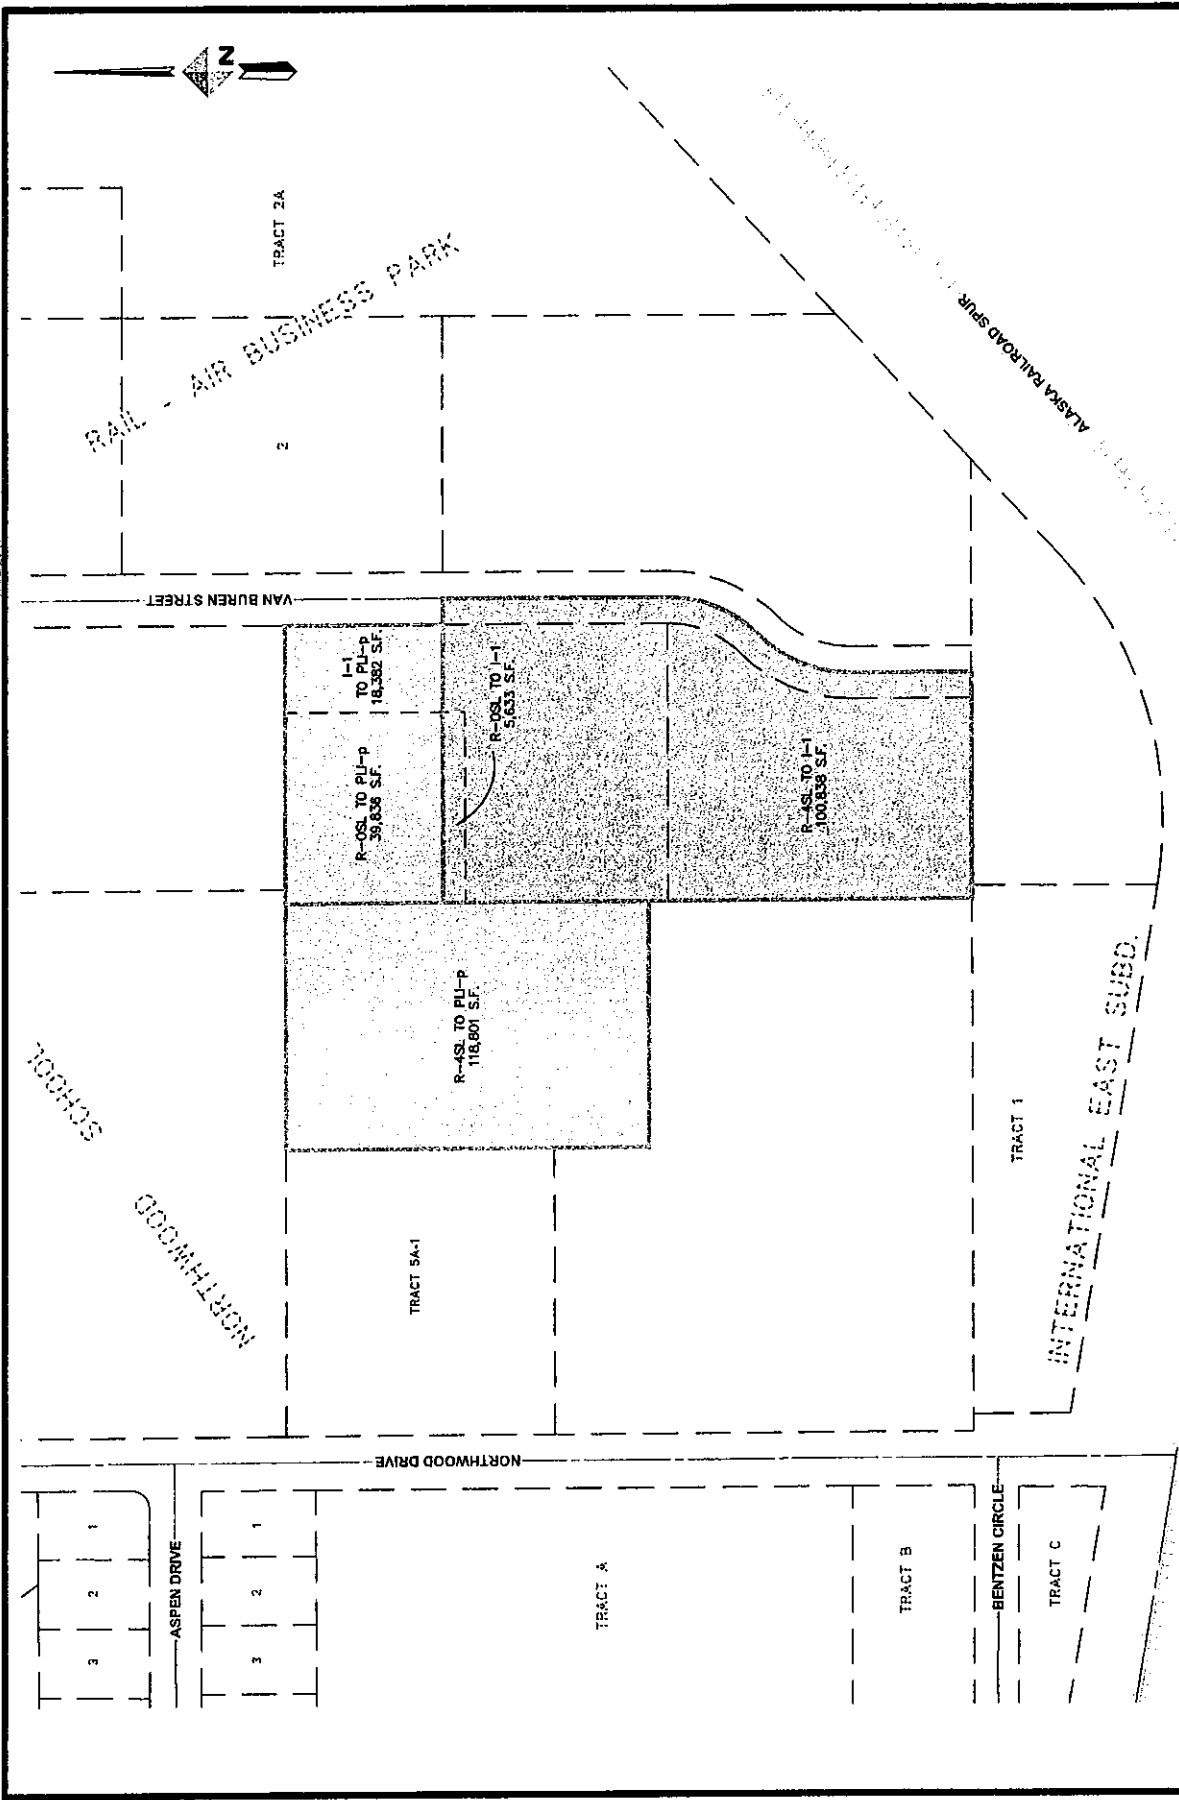 N
TRACT 2A
RAIL - AIR BUSINESS PARK
2
ALASKA RAILROAD SPUR
VAN BUREN STREET
I-1
TO PLI-p
18,382 S.F.
R-OSL TO PLI-p
39,836 S.F.
R-OSL TO I-1
5,633 S.F.
R-4SL TO I-1
100,838 S.F.
R-4SL TO PLI-p
118,801 S.F.
NORTHWOOD SCHOOL
TRACT 5A-1
TRACT 1
INTERNATIONAL EAST SUBD.
NORTHWOOD DRIVE
1
2
3
ASPEN DRIVE
1
2
3
TRACT A
TRACT B
BENTZEN CIRCLE
TRACT C